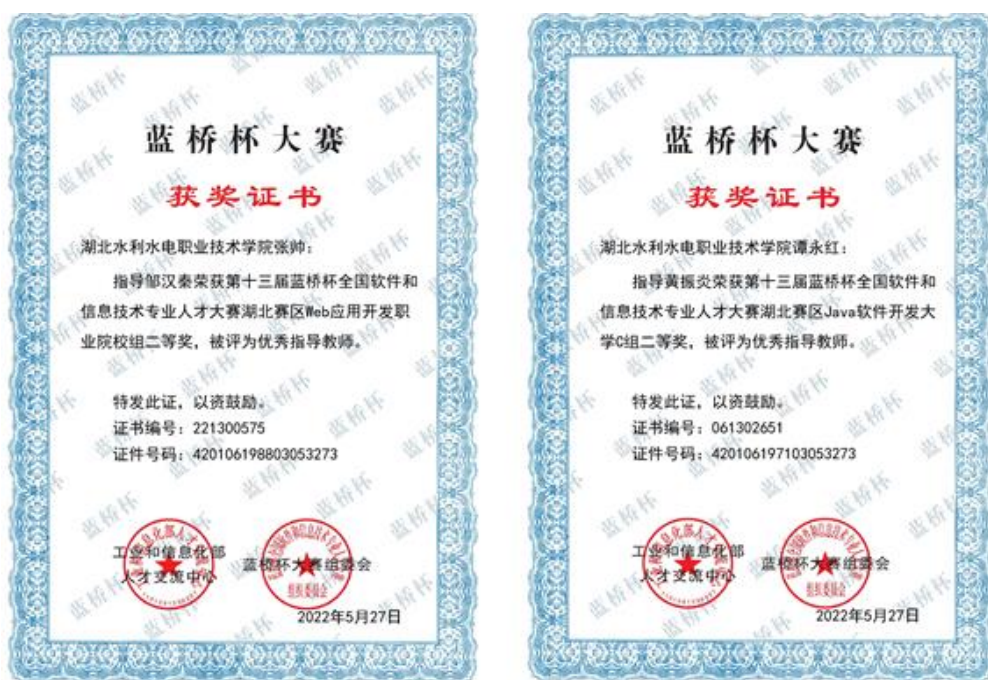 蓝桥杯大赛
获奖证书
湖北水利水电职业技术学院张帅:
指导邹汉秦荣获第十三届蓝桥杯全国软件和
信息技术专业人才大赛湖北赛区Web应用开发职
业院校组二等奖,被评为优秀指导教师。
特发此证,以资鼓励。
证书编号:221300575
证件号码:420106198803053273
工业和信息化部
人才交流中心
蓝桥杯大赛组委会
2022年5月27日
蓝桥杯大赛
获奖证书
湖北水利水电职业技术学院谭永红:
指导黄振炎荣获第十三届蓝桥杯全国软件和
信息技术专业人才大赛湖北赛区Java软件开发大
学C组二等奖,被评为优秀指导教师。
特发此证,以资鼓励。
证书编号:061302651
证件号码:420106197103053273
工业和信息化部
人才交流中心
蓝桥杯大赛组委会
2022年5月27日